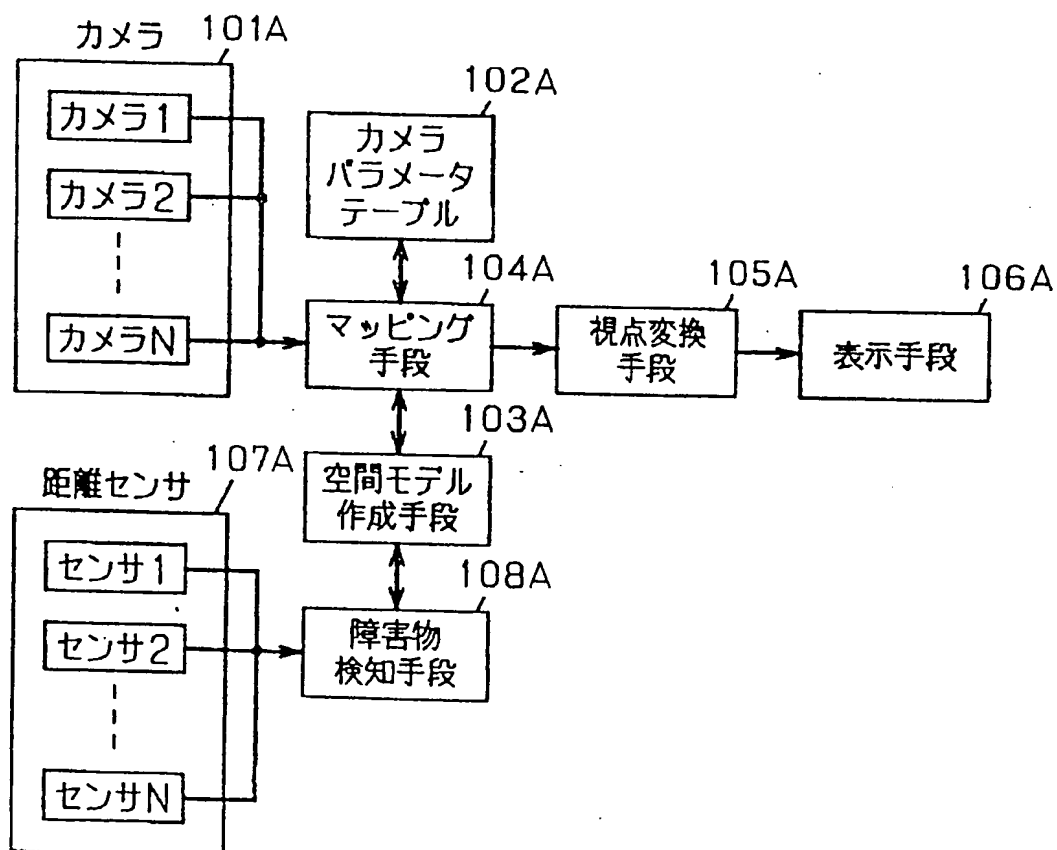 カメラ
101A
カメラ1
カメラ2
カメラN
102A
カメラ
パラメータ
テーブル
104A
マッピング
手段
105A
視点変換
手段
106A
表示手段
103A
空間モデル
作成手段
距離センサ
107A
センサ1
センサ2
センサN
108A
障害物
検知手段